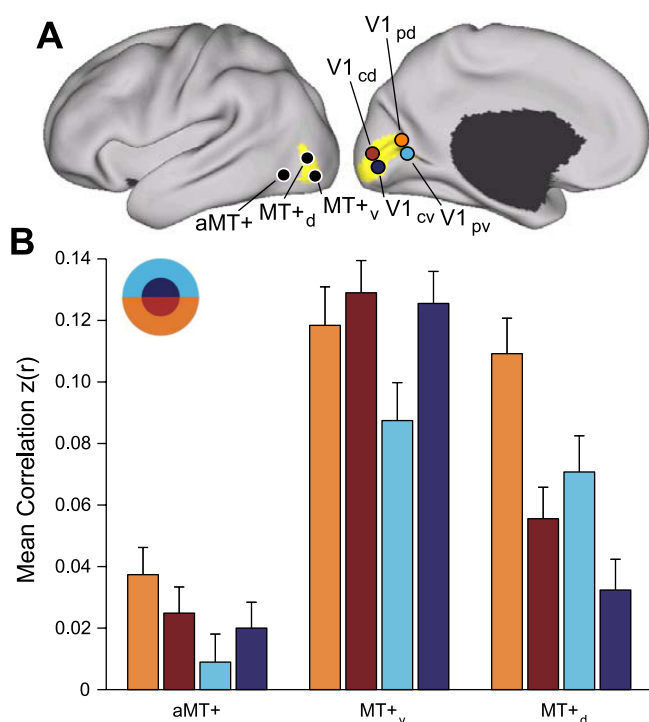 A
V1pd
V1cd
aMT+ MT+d MT+v V1cv V1pv
B
0.14
0.12
0.10
0.08
0.06
0.04
0.02
0
Mean Correlation z(r)
aMT+ MT+v MT+d